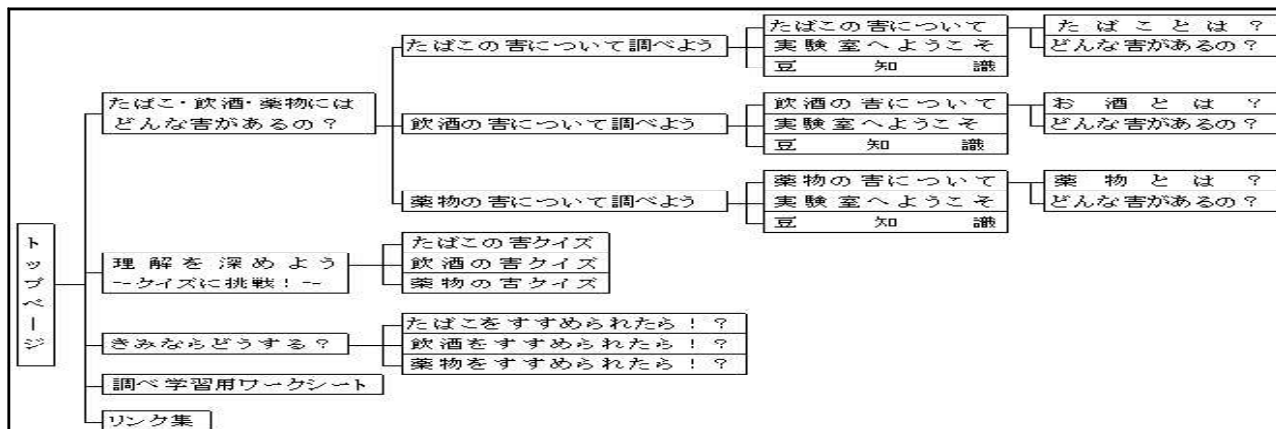 トップページ
たばこ・飲酒・薬物には
どんな害があるの？
たばこの害について調べよう
たばこの害について
実験室へようこそ
豆知識
たばことは？
どんな害があるの？
飲酒の害について調べよう
飲酒の害について
実験室へようこそ
豆知識
お酒とは？
どんな害があるの？
薬物の害について調べよう
薬物の害について
実験室へようこそ
豆知識
薬物とは？
どんな害があるの？
理解を深めよう
－－クイズに挑戦！－－
たばこの害クイズ
飲酒の害クイズ
薬物の害クイズ
きみならどうする？
たばこをすすめられたら！？
飲酒をすすめられたら！？
薬物をすすめられたら！？
調べ学習用ワークシート
リンク集